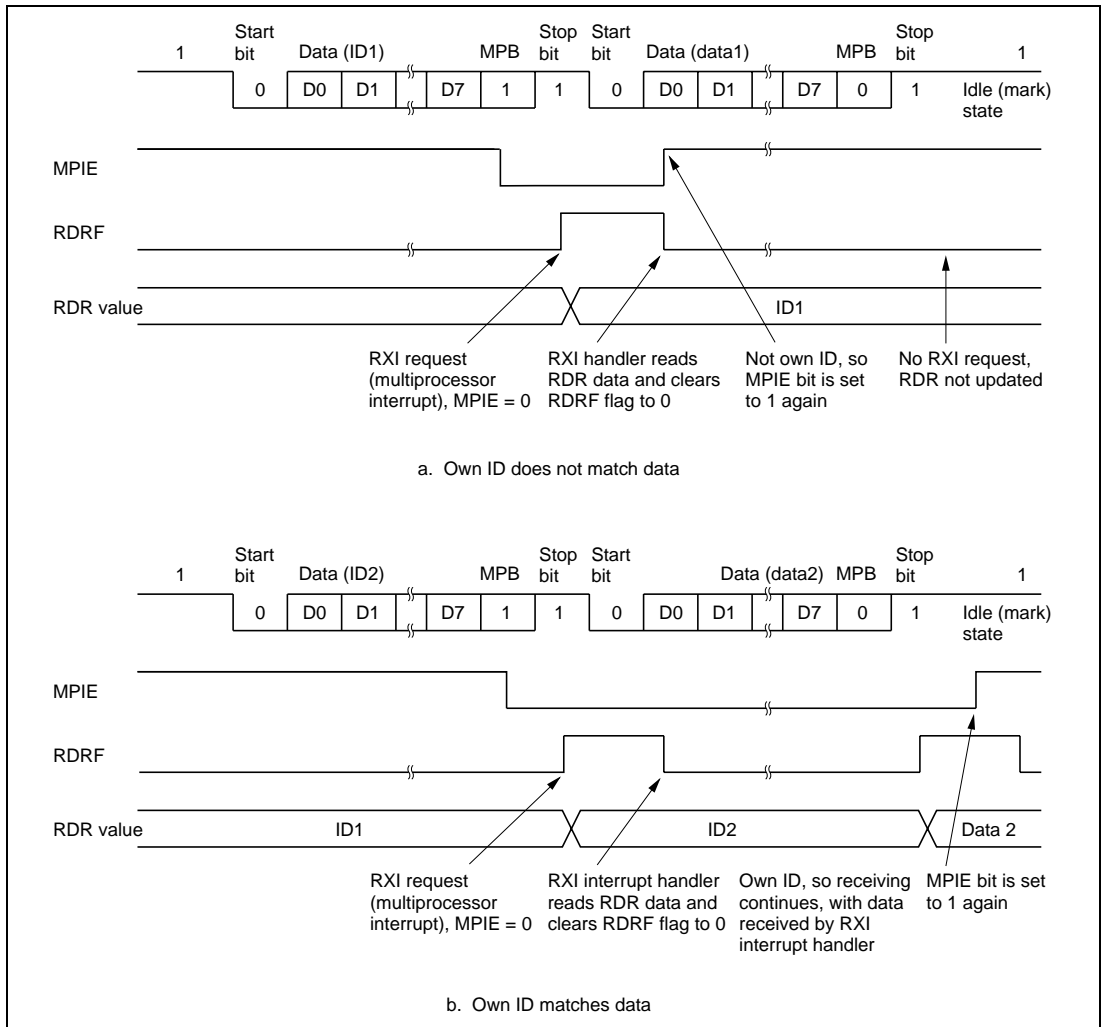 Start Stop Start Stop
1 bit Data (ID1) MPB bit bit Data (data1) MPB bit 1
0 D0 D1 D7 1 1 0 D0 D1 D7 0 1 Idle (mark)
state
MPIE
RDRF
RDR value ID1
RXI request RXI handler reads Not own ID, so No RXI request,
(multiprocessor RDR data and clears MPIE bit is set RDR not updated
interrupt), MPIE = 0 RDRF flag to 0 to 1 again
a. Own ID does not match data
Start Stop Start Stop
1 bit Data (ID2) MPB bit bit Data (data2) MPB bit 1
0 D0 D1 D7 1 1 0 D0 D1 D7 0 1 Idle (mark)
state
MPIE
RDRF
RDR value ID1 ID2 Data 2
RXI request RXI interrupt handler Own ID, so receiving MPIE bit is set
(multiprocessor reads RDR data and continues, with data to 1 again
interrupt), MPIE = 0 clears RDRF flag to 0 received by RXI
interrupt handler
b. Own ID matches data